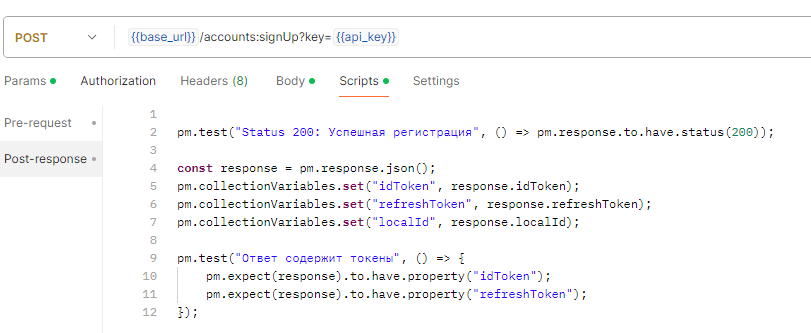 POST {{base_url}}/accounts:signUp?key= {{api_key}}
Params Authorization Headers (8) Body Scripts Settings
Pre-request
Post-response
1
2 pm.test("Status 200: Успешная регистрация", () => pm.response.to.have.status(200));
3
4 const response = pm.response.json();
5 pm.collectionVariables.set("idToken", response.idToken);
6 pm.collectionVariables.set("refreshToken", response.refreshToken);
7 pm.collectionVariables.set("localId", response.localId);
8
9 pm.test("Ответ содержит токены", () => {
10 pm.expect(response).to.have.property("idToken");
11 pm.expect(response).to.have.property("refreshToken");
12 });